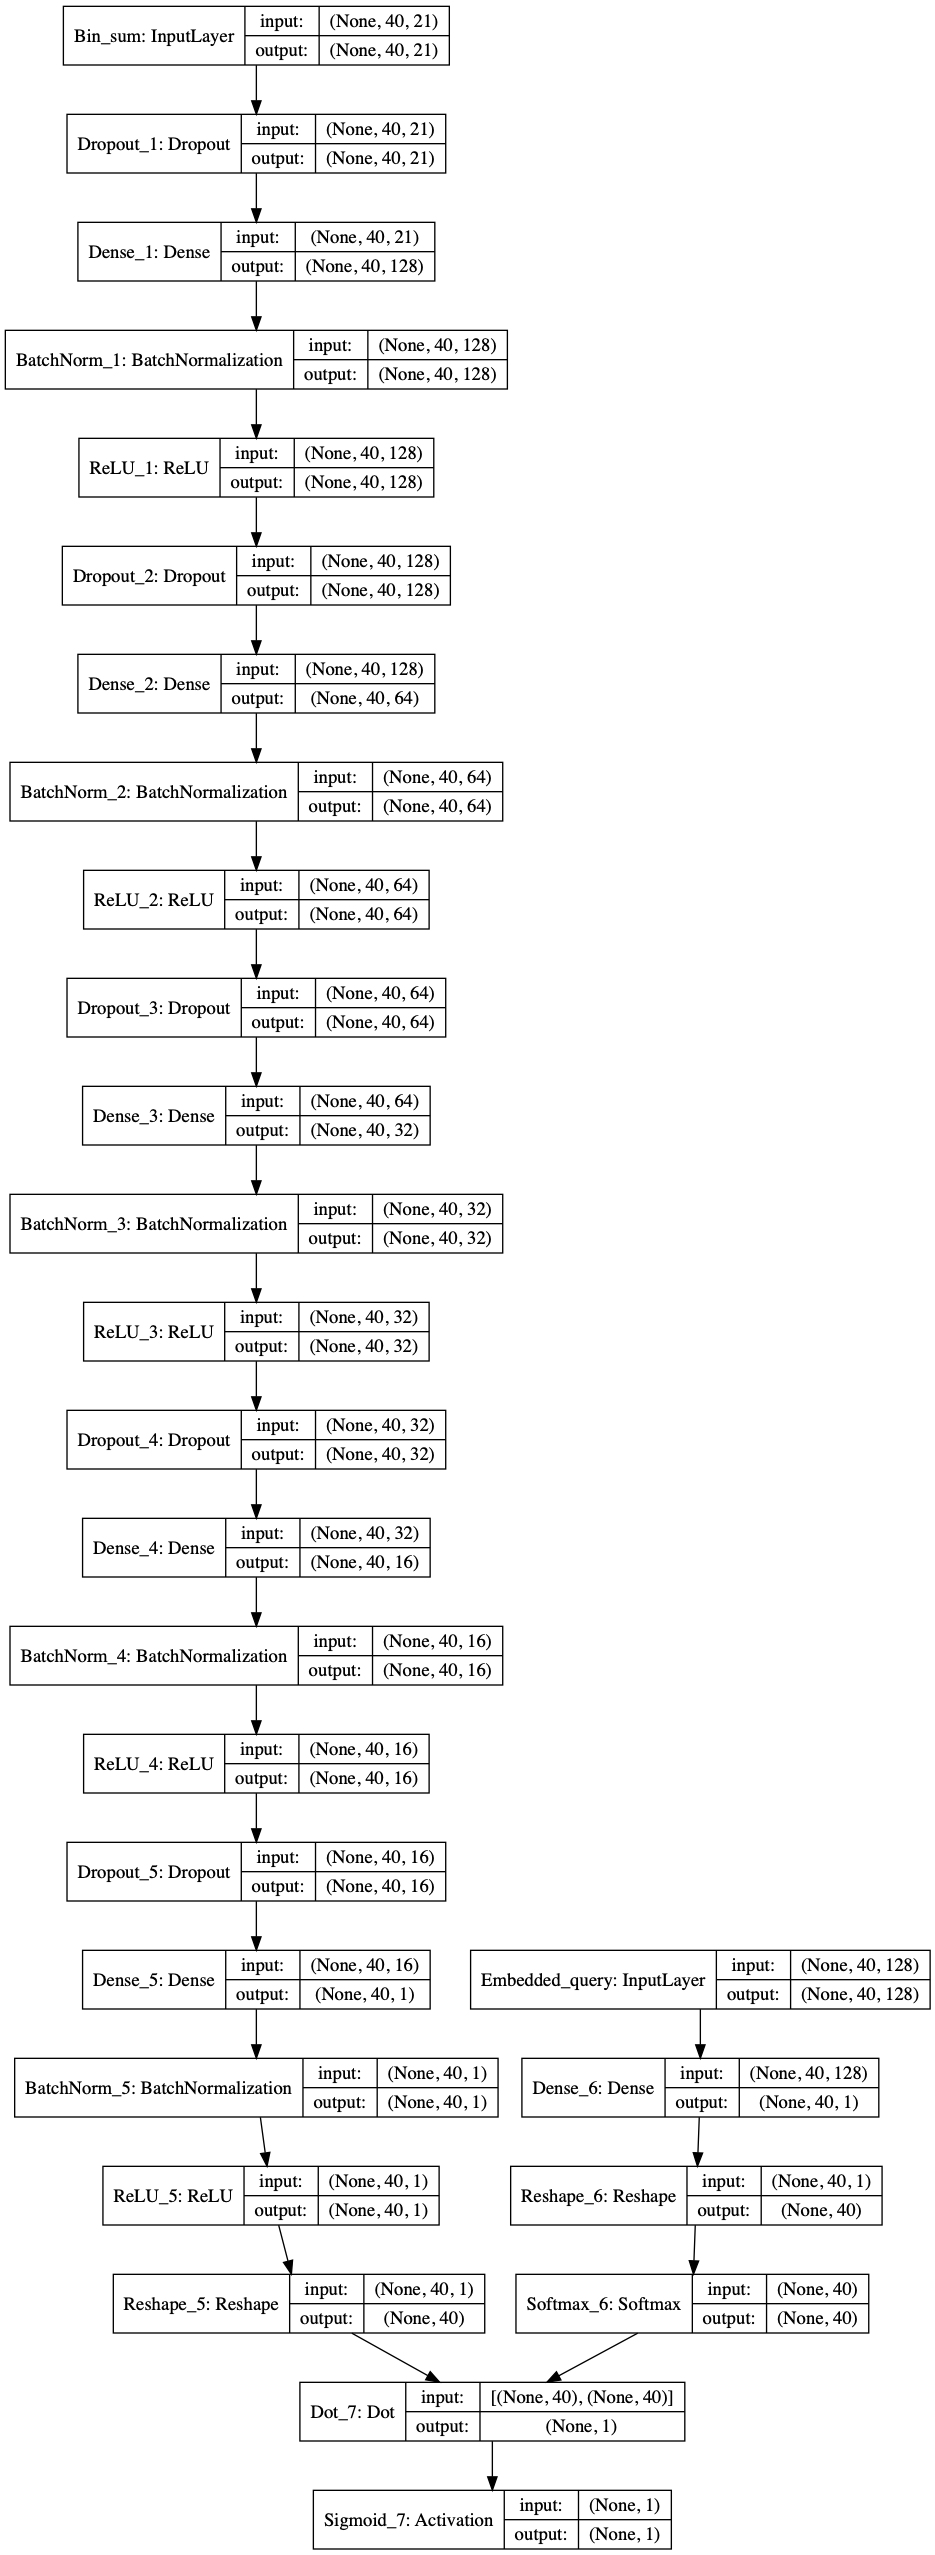 Bin_sum: InputLayer
input: (None, 40, 21)
output: (None, 40, 21)
Dropout_1: Dropout
input: (None, 40, 21)
output: (None, 40, 21)
Dense_1: Dense
input: (None, 40, 21)
output: (None, 40, 128)
BatchNorm_1: BatchNormalization
input: (None, 40, 128)
output: (None, 40, 128)
ReLU_1: ReLU
input: (None, 40, 128)
output: (None, 40, 128)
Dropout_2: Dropout
input: (None, 40, 128)
output: (None, 40, 128)
Dense_2: Dense
input: (None, 40, 128)
output: (None, 40, 64)
BatchNorm_2: BatchNormalization
input: (None, 40, 64)
output: (None, 40, 64)
ReLU_2: ReLU
input: (None, 40, 64)
output: (None, 40, 64)
Dropout_3: Dropout
input: (None, 40, 64)
output: (None, 40, 64)
Dense_3: Dense
input: (None, 40, 64)
output: (None, 40, 32)
BatchNorm_3: BatchNormalization
input: (None, 40, 32)
output: (None, 40, 32)
ReLU_3: ReLU
input: (None, 40, 32)
output: (None, 40, 32)
Dropout_4: Dropout
input: (None, 40, 32)
output: (None, 40, 32)
Dense_4: Dense
input: (None, 40, 32)
output: (None, 40, 16)
BatchNorm_4: BatchNormalization
input: (None, 40, 16)
output: (None, 40, 16)
ReLU_4: ReLU
input: (None, 40, 16)
output: (None, 40, 16)
Dropout_5: Dropout
input: (None, 40, 16)
output: (None, 40, 16)
Dense_5: Dense
input: (None, 40, 16)
output: (None, 40, 1)
Embedded_query: InputLayer
input: (None, 40, 128)
output: (None, 40, 128)
BatchNorm_5: BatchNormalization
input: (None, 40, 1)
output: (None, 40, 1)
Dense_6: Dense
input: (None, 40, 128)
output: (None, 40, 1)
ReLU_5: ReLU
input: (None, 40, 1)
output: (None, 40, 1)
Reshape_6: Reshape
input: (None, 40, 1)
output: (None, 40)
Reshape_5: Reshape
input: (None, 40, 1)
output: (None, 40)
Softmax_6: Softmax
input: (None, 40)
output: (None, 40)
Dot_7: Dot
input: [(None, 40), (None, 40)]
output: (None, 1)
Sigmoid_7: Activation
input: (None, 1)
output: (None, 1)